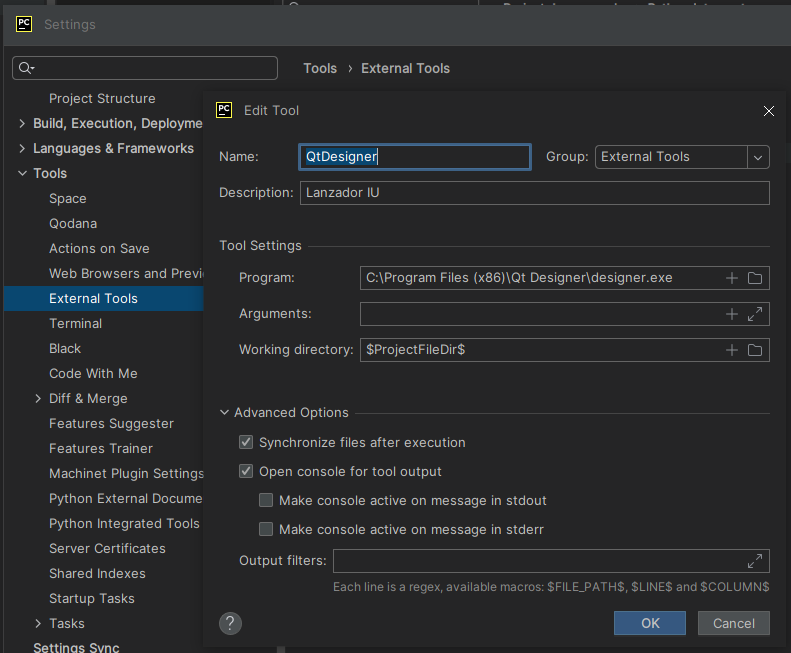 PC Settings
Tools › External Tools
Project Structure
Build, Execution, Deployme
Languages & Frameworks
Tools
Space
Qodana
Actions on Save
Web Browsers and Previ
External Tools
Terminal
Black
Code With Me
Diff & Merge
Features Suggester
Features Trainer
Machinet Plugin Settings
Python External Docume
Python Integrated Tools
Server Certificates
Shared Indexes
Startup Tasks
Tasks
Settings Sync
PC Edit Tool
Name: QtDesigner Group: External Tools
Description: Lanzador IU
Tool Settings
Program: C:\Program Files (x86)\Qt Designer\designer.exe
Arguments:
Working directory: $ProjectFileDir$
Advanced Options
Synchronize files after execution
Open console for tool output
Make console active on message in stdout
Make console active on message in stderr
Output filters:
Each line is a regex, available macros: $FILE_PATH$, $LINE$ and $COLUMN$
? OK Cancel